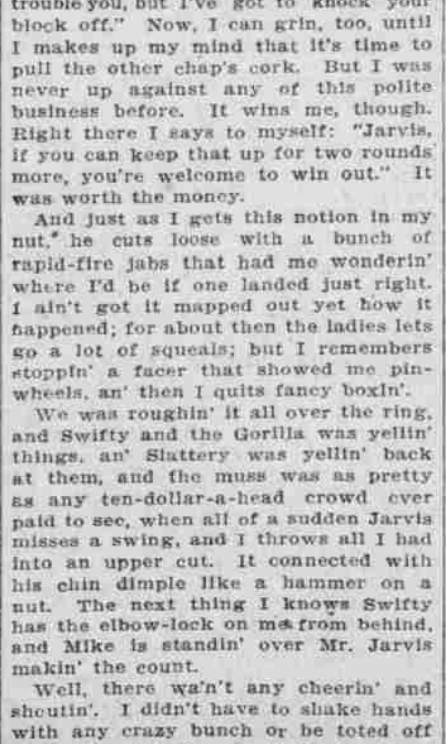 trouble you, but I've got to knock your
block off." Now, I can grin, too, until
I makes up my mind that it's time to
pull the other chap's cork. But I was
never up against any of this polite
business before. It wins me, though.
Right there I says to myself: "Jarvis,
if you can keep that up for two rounds
more, you're welcome to win out." It
was worth the money.
And just as I gets this notion in my
nut, he cuts loose with a bunch of
rapid-fire jabs that had me wonderin'
where I'd be if one landed just right.
I ain't got it mapped out yet how it
happened; for about then the ladies lets
go a lot of squeals; but I remembers
stoppin' a facer that showed me pin-
wheels, an' then I quits fancy boxin'.
We was roughin' it all over the ring,
and Swifty and the Gorilla was yellin'
things, an' Slattery was yellin' back
at them, and the muss was as pretty
as any ten-dollar-a-head crowd ever
paid to see, when all of a sudden Jarvis
misses a swing, and I throws all I had
into an upper cut. It connected with
his chin dimple like a hammer on a
nut. The next thing I knows Swifty
has the elbow-lock on me from behind,
and Mike is standin' over Mr. Jarvis
makin' the count.
Well, there wa'n't any cheerin' and
shoutin'. I didn't have to shake hands
with any crazy bunch or be toted off